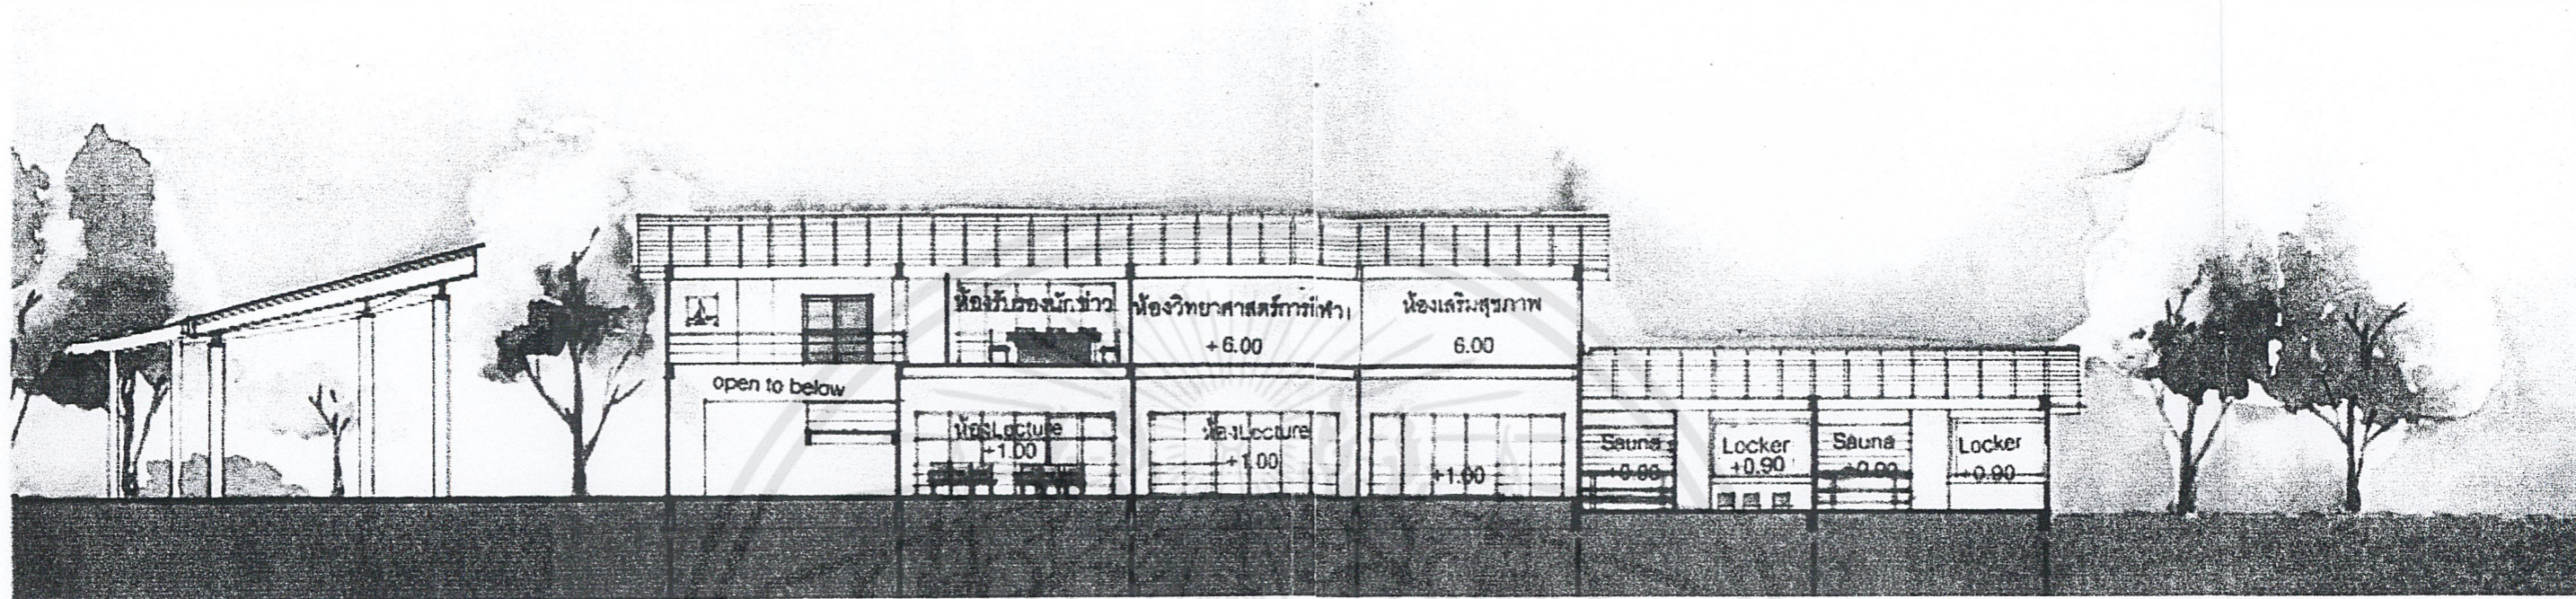 ห้องรับรองนักข่าว
ห้องวิทยาศาสตร์การกีฬา
+6.00
ห้องเสริมสุขภาพ
6.00
open to below
ห้องLecture
+1.00
ห้องLecture
+1.00
+1.00
Sauna
+0.90
Locker
+0.90
Sauna
+0.90
Locker
+0.90